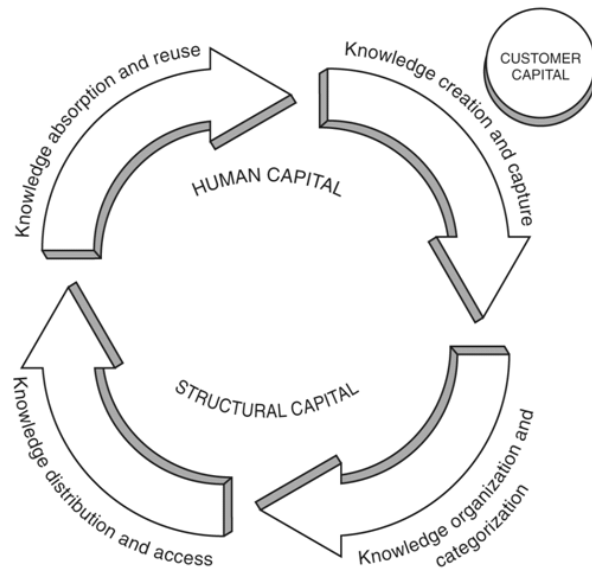 Knowledge absorption and reuse
Knowledge creation and capture
CUSTOMER
CAPITAL
HUMAN CAPITAL
STRUCTURAL CAPITAL
Knowledge distribution and access
Knowledge organization and
categorization